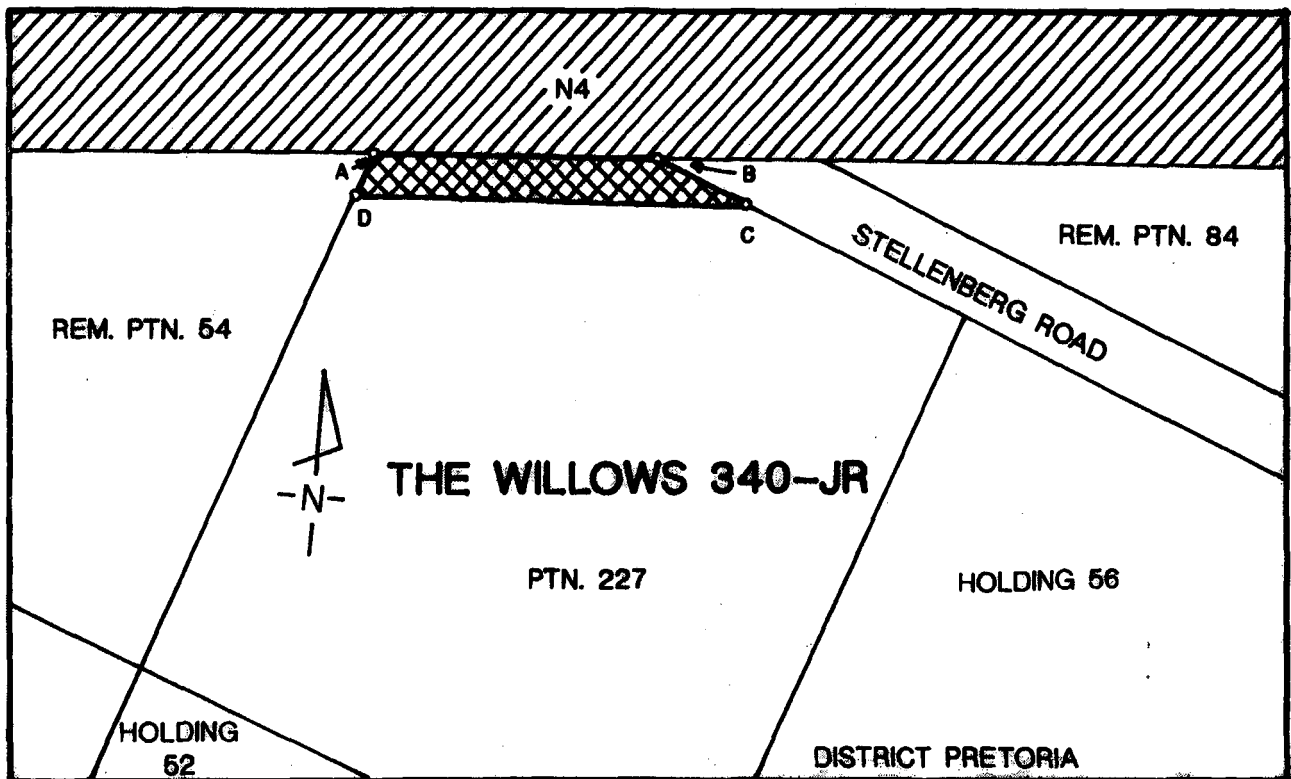 N4
A
B
D
C
STELLENBERG ROAD
REM. PTN. 84
REM. PTN. 54
THE WILLOWS 340-JR
-N-
PTN. 227
HOLDING 56
HOLDING
52
DISTRICT PRETORIA